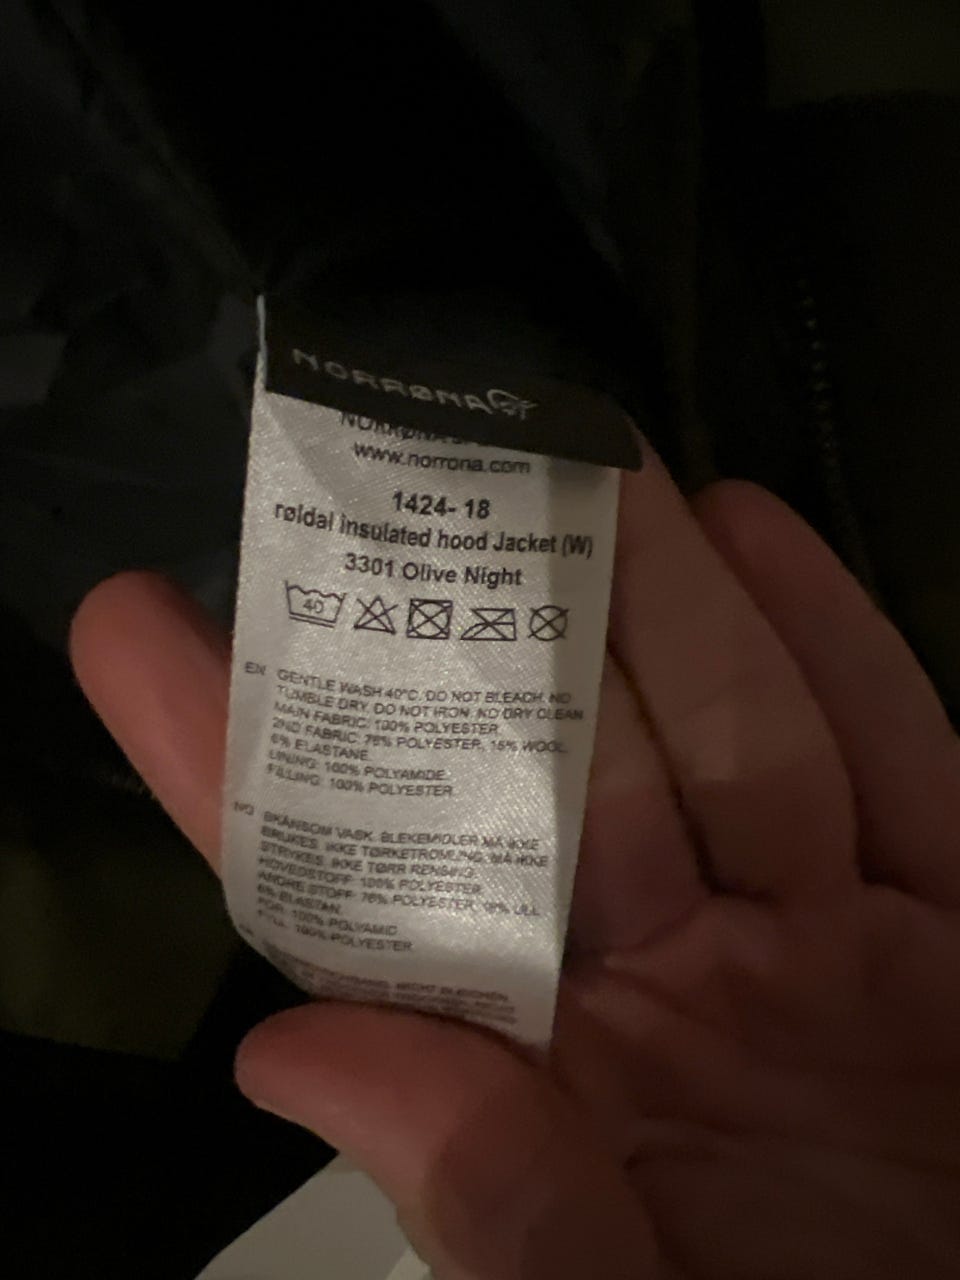 NORRØNA
NORRØNA
www.norrona.com
1424- 18
røldal insulated hood Jacket (W)
3301 Olive Night
40
EN GENTLE WASH 40°C. DO NOT BLEACH. NO
TUMBLE DRY. DO NOT IRON. NO DRY CLEAN
MAIN FABRIC: 100% POLYESTER
2ND FABRIC: 76% POLYESTER, 18% WOOL,
6% ELASTANE
LINING: 100% POLYAMIDE
FILLING: 100% POLYESTER
NO SKÅNSOM VASK. BLEKEMIDLER MÅ IKKE
BRUKES. IKKE TØRKETROMLING. MÅ IKKE
STRYKES. IKKE TØRR RENSING.
HOVEDSTOFF: 100% POLYESTER
ANDRE STOFF: 76% POLYESTER, 18% ULL
6% ELASTAN
FOR: 100% POLYAMID
FYLL: 100% POLYESTER
NICHT BLEICHEN.